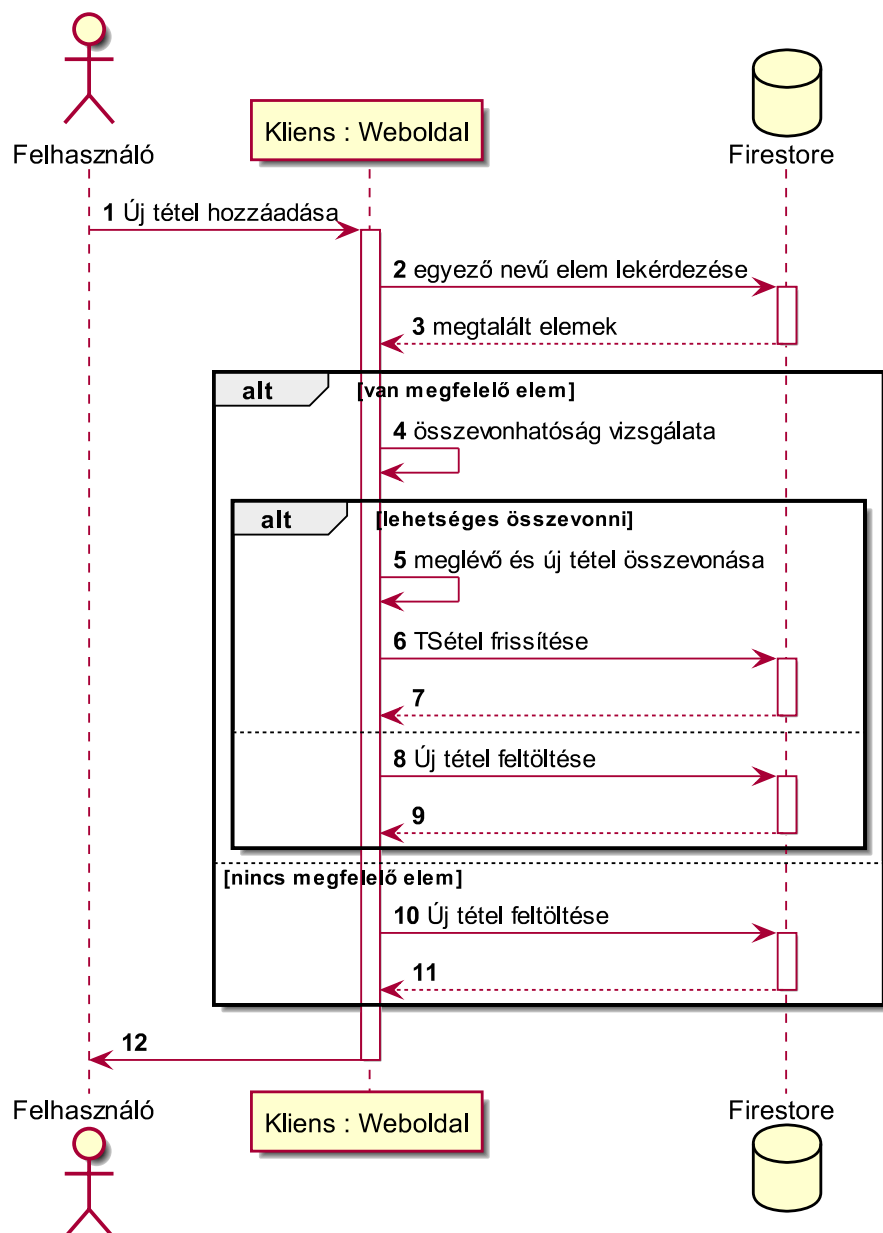 Felhasználó
Kliens : Weboldal
Firestore
1 Új tétel hozzáadása
2 egyező nevű elem lekérdezése
3 megtalált elemek
alt [van megfelelő elem]
4 összevonhatóság vizsgálata
alt [lehetséges összevonni]
5 meglévő és új tétel összevonása
6 TSétel frissítése
7
8 Új tétel feltöltése
9
[nincs megfelelő elem]
10 Új tétel feltöltése
11
12
Felhasználó
Kliens : Weboldal
Firestore